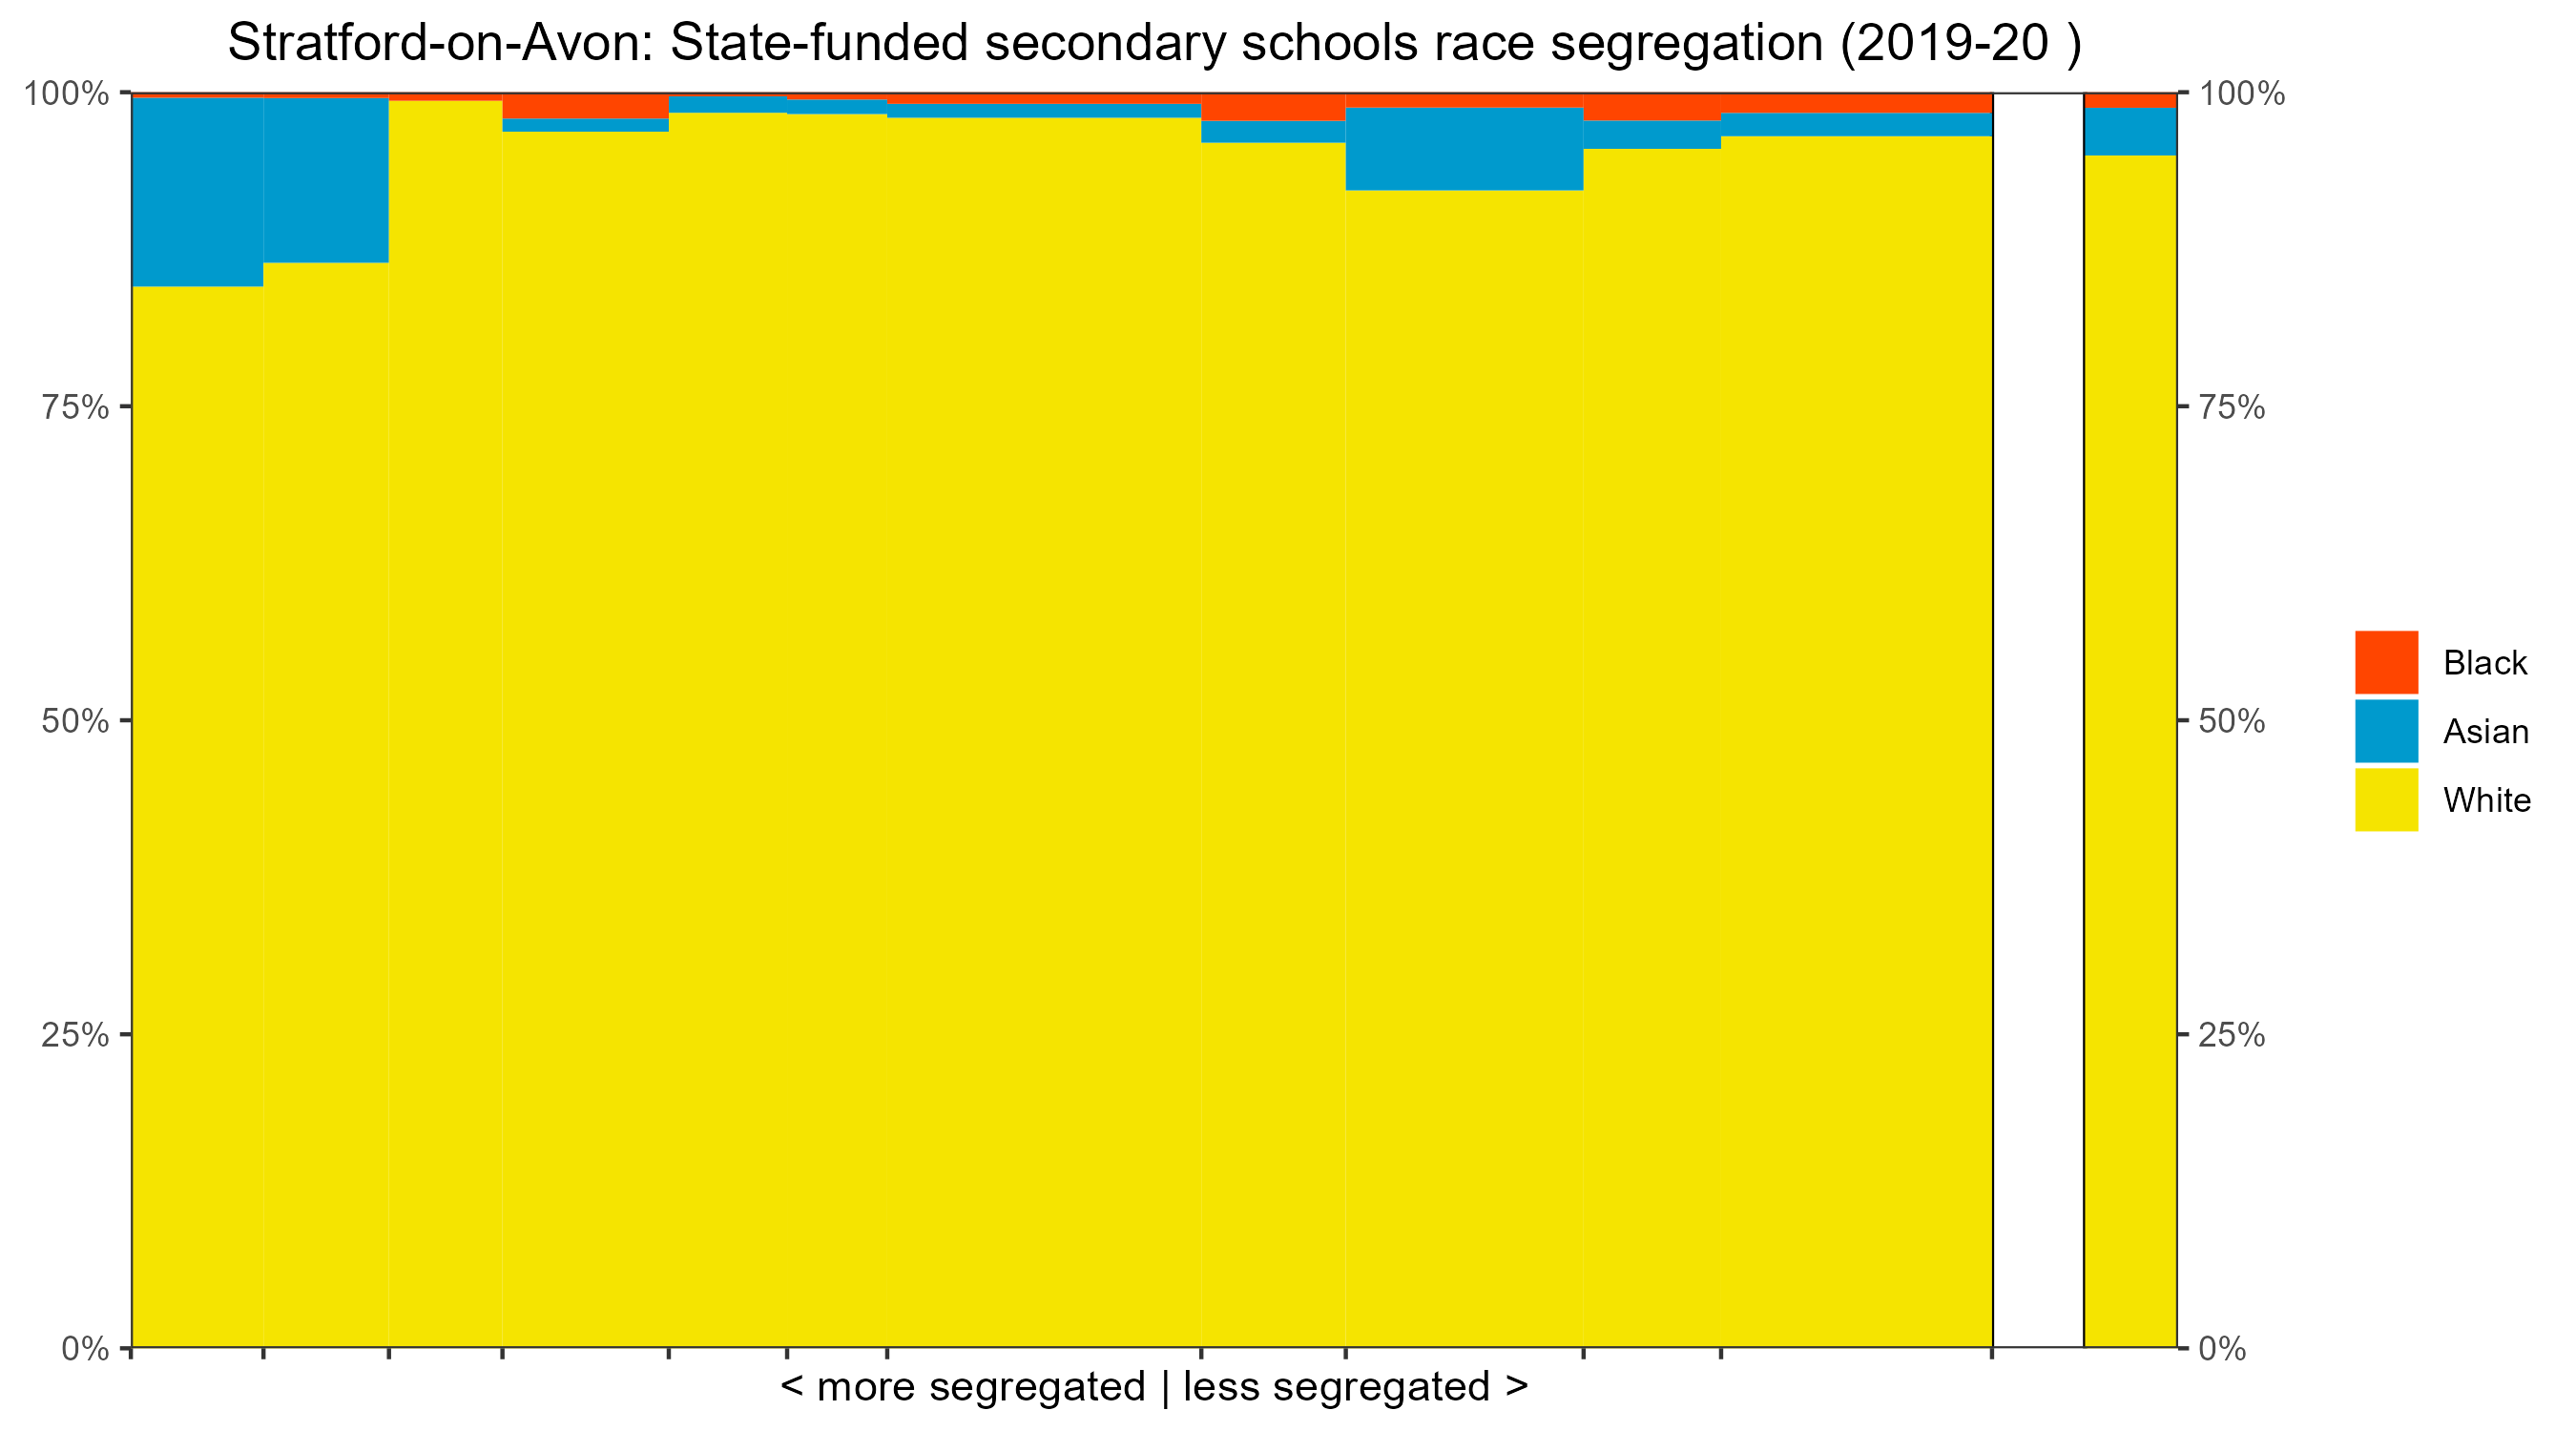 Stratford-on-Avon: State-funded secondary schools race segregation (2019-20 )
100%
75%
50%
25%
0%
100%
75%
50%
25%
0%
Black
Asian
White
< more segregated | less segregated >